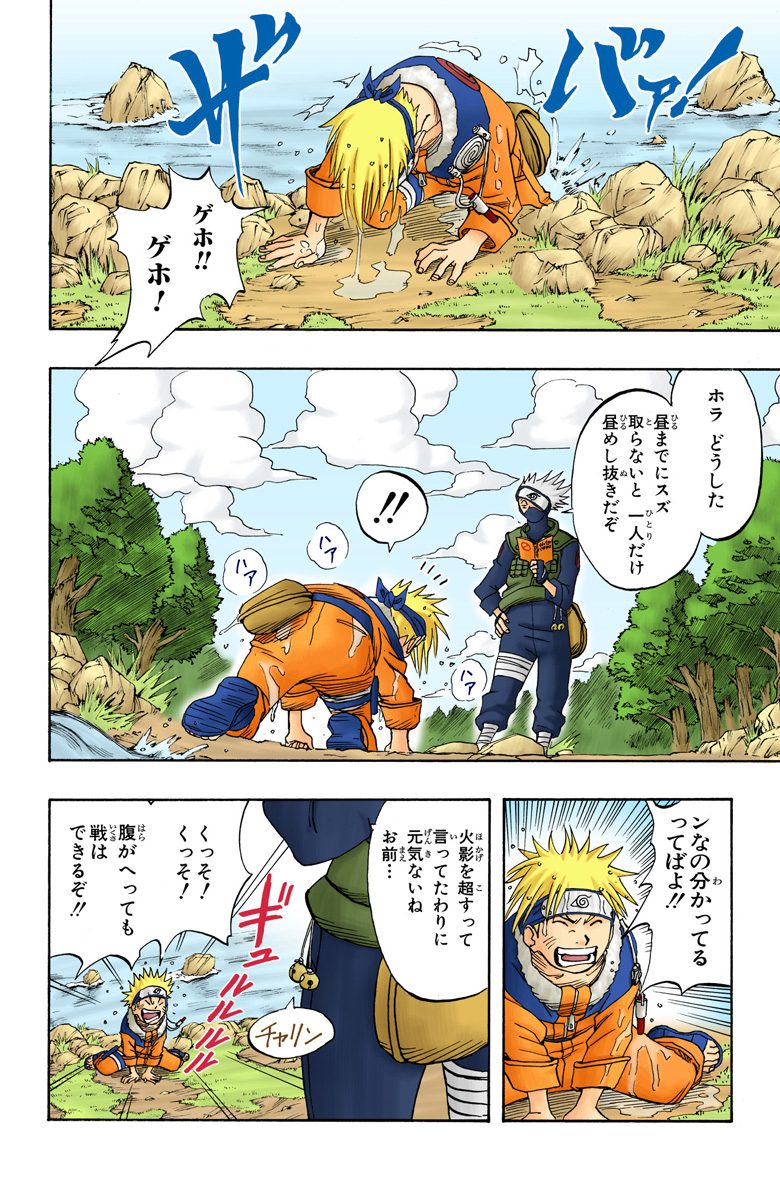 バァ!
ザ
ゲホ!!
ゲホ!
ホラ どうした
昼までにスズ
取らないと 一人だけ
昼めし抜きだぞ
!!
ハァ
ハァ
ハァ
ンなの分かってる
ってばよ!!
火影を超すって
言ってたわりに
元気ないね
お前…
チャリン
ギュルルルル
くっそ!
くっそ!
腹がへっても
戦は
できるぞ!!